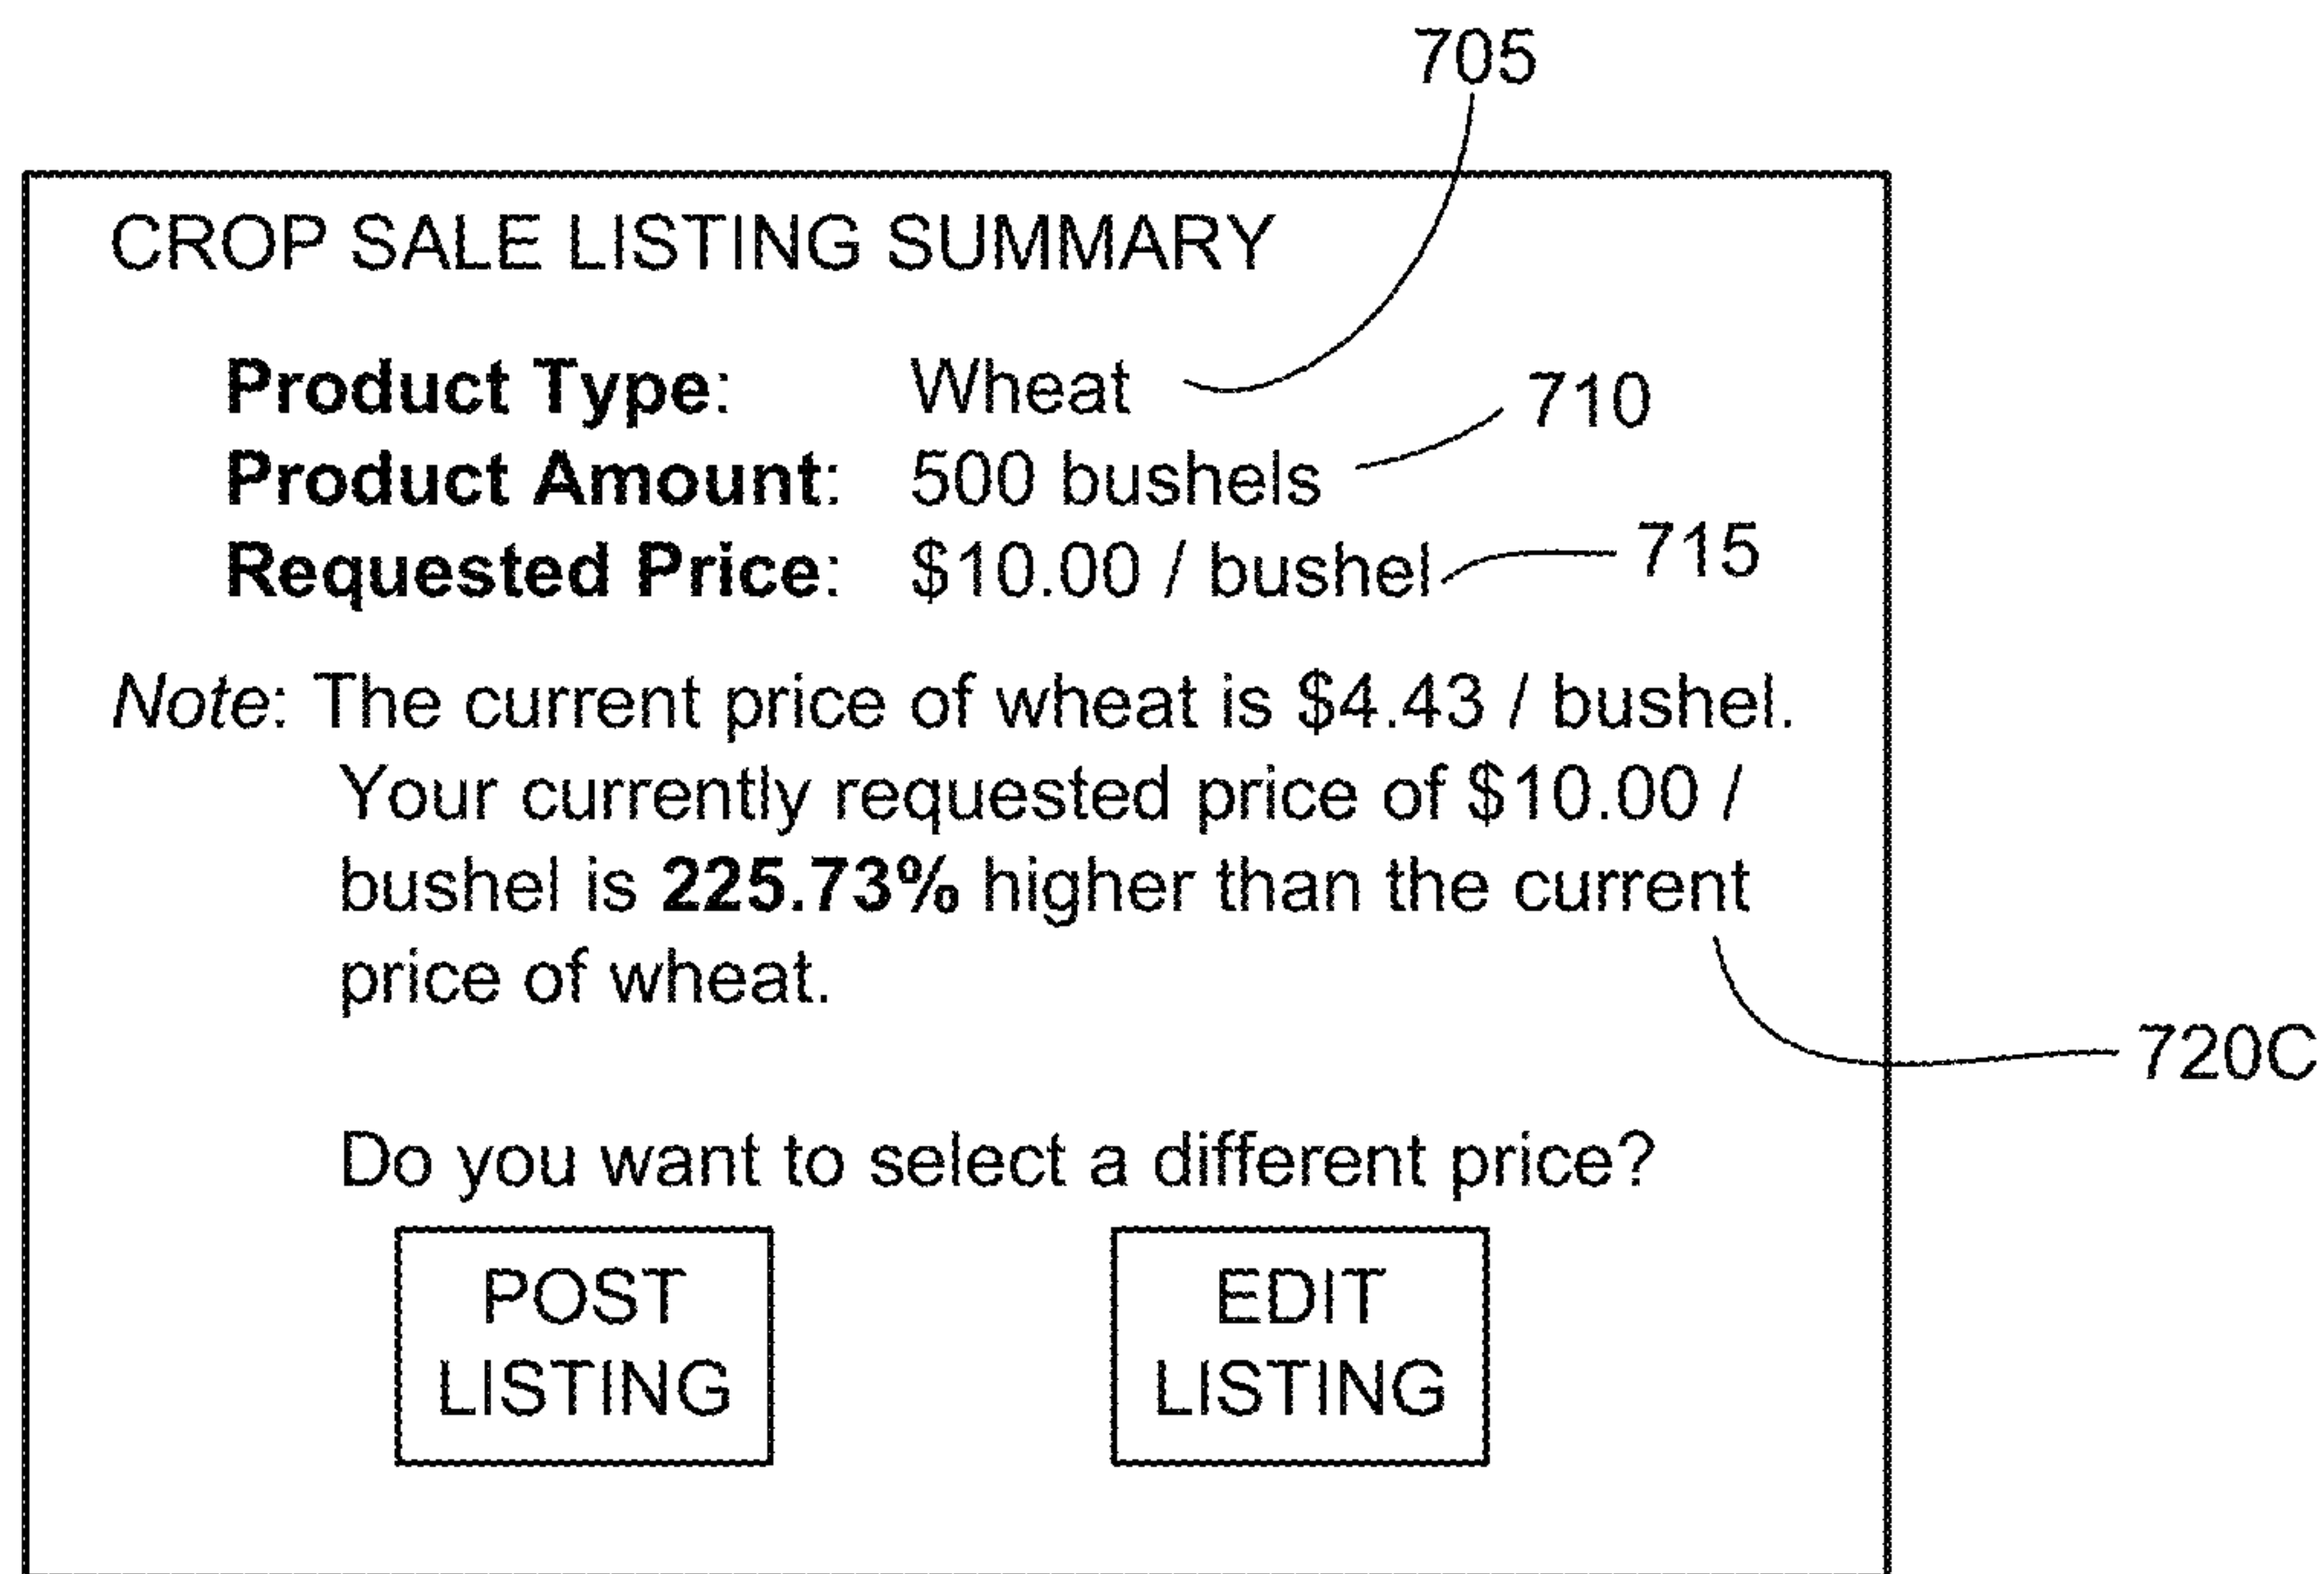 705
CROP SALE LISTING SUMMARY
Product Type: Wheat
710
Product Amount: 500 bushels
Requested Price: $10.00 / bushel
715
Note: The current price of wheat is $4.43 / bushel.
Your currently requested price of $10.00 /
bushel is 225.73% higher than the current
price of wheat.
720C
Do you want to select a different price?
POST
LISTING
EDIT
LISTING